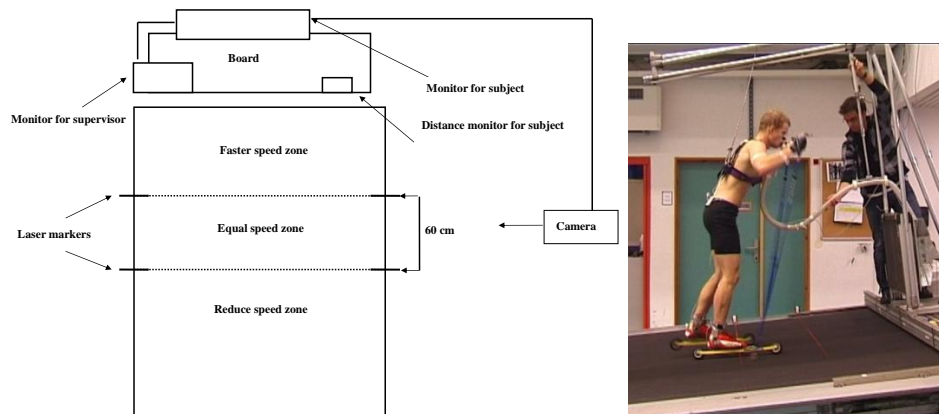 Board
Monitor for subject
Monitor for supervisor
Distance monitor for subject
Faster speed zone
Laser markers
Equal speed zone
60 cm
Camera
Reduce speed zone